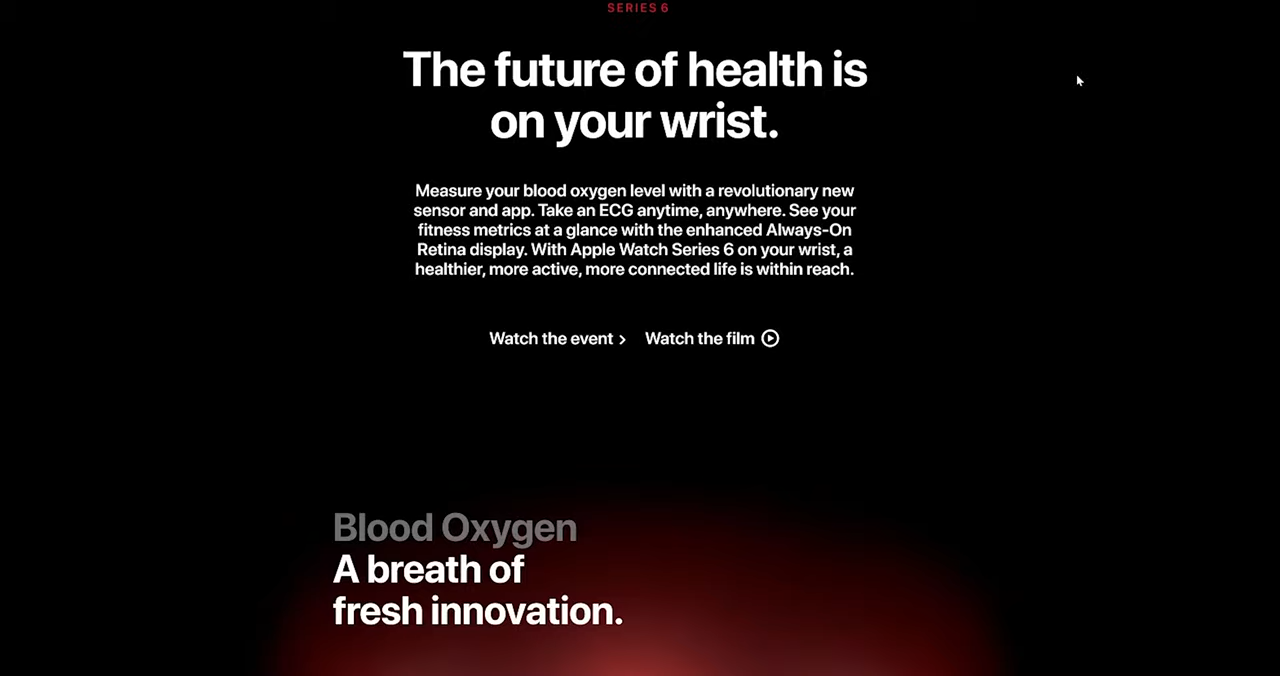 SERIES 6
The future of health is
on your wrist.
Measure your blood oxygen level with a revolutionary new
sensor and app. Take an ECG anytime, anywhere. See your
fitness metrics at a glance with the enhanced Always-On
Retina display. With Apple Watch Series 6 on your wrist, a
healthier, more active, more connected life is within reach.
Watch the event › Watch the film
Blood Oxygen
A breath of
fresh innovation.